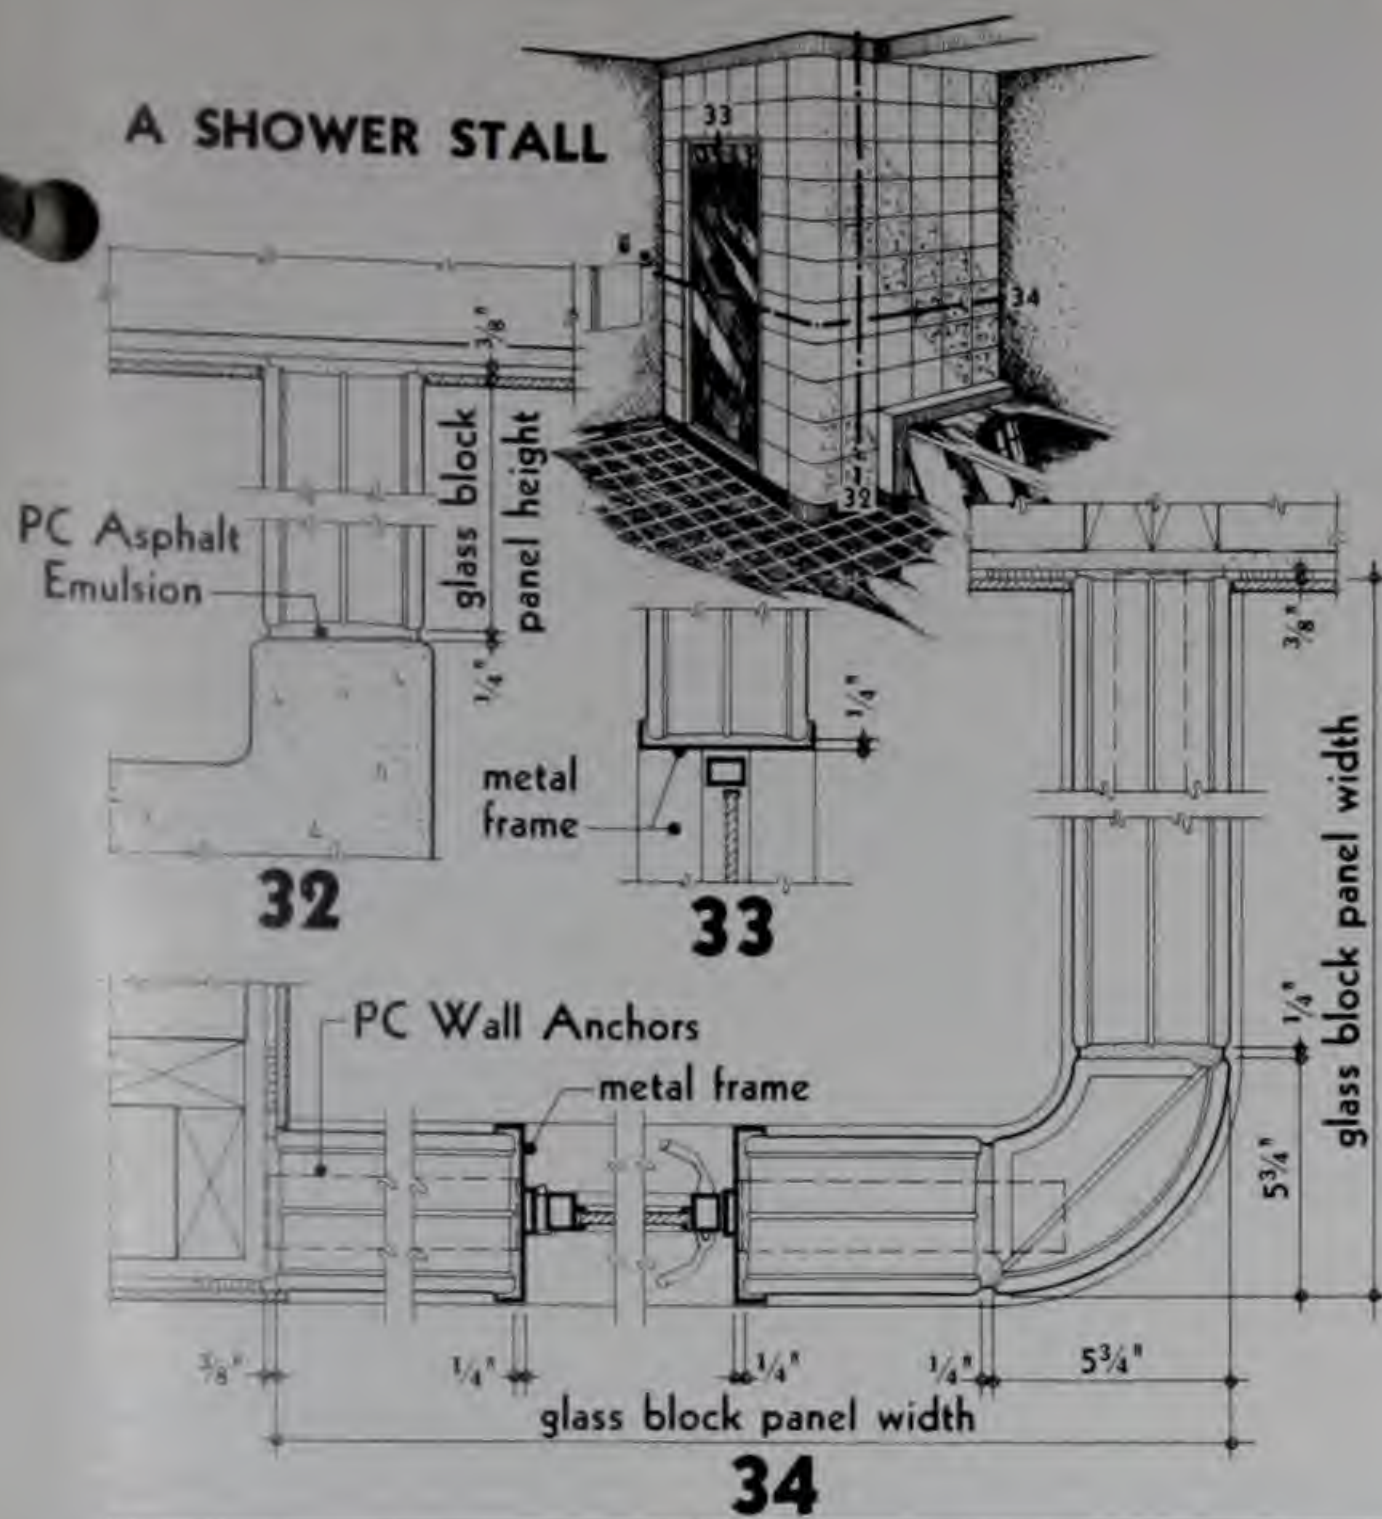 A SHOWER STALL
33
34
32
3/8"
glass block
panel height
PC Asphalt
Emulsion
1/4"
32
1/4"
metal
frame
33
3/8"
glass block panel width
1/4"
5 3/4"
PC Wall Anchors
metal frame
3/8"
1/4"
1/4"
1/4"
5 3/4"
glass block panel width
34